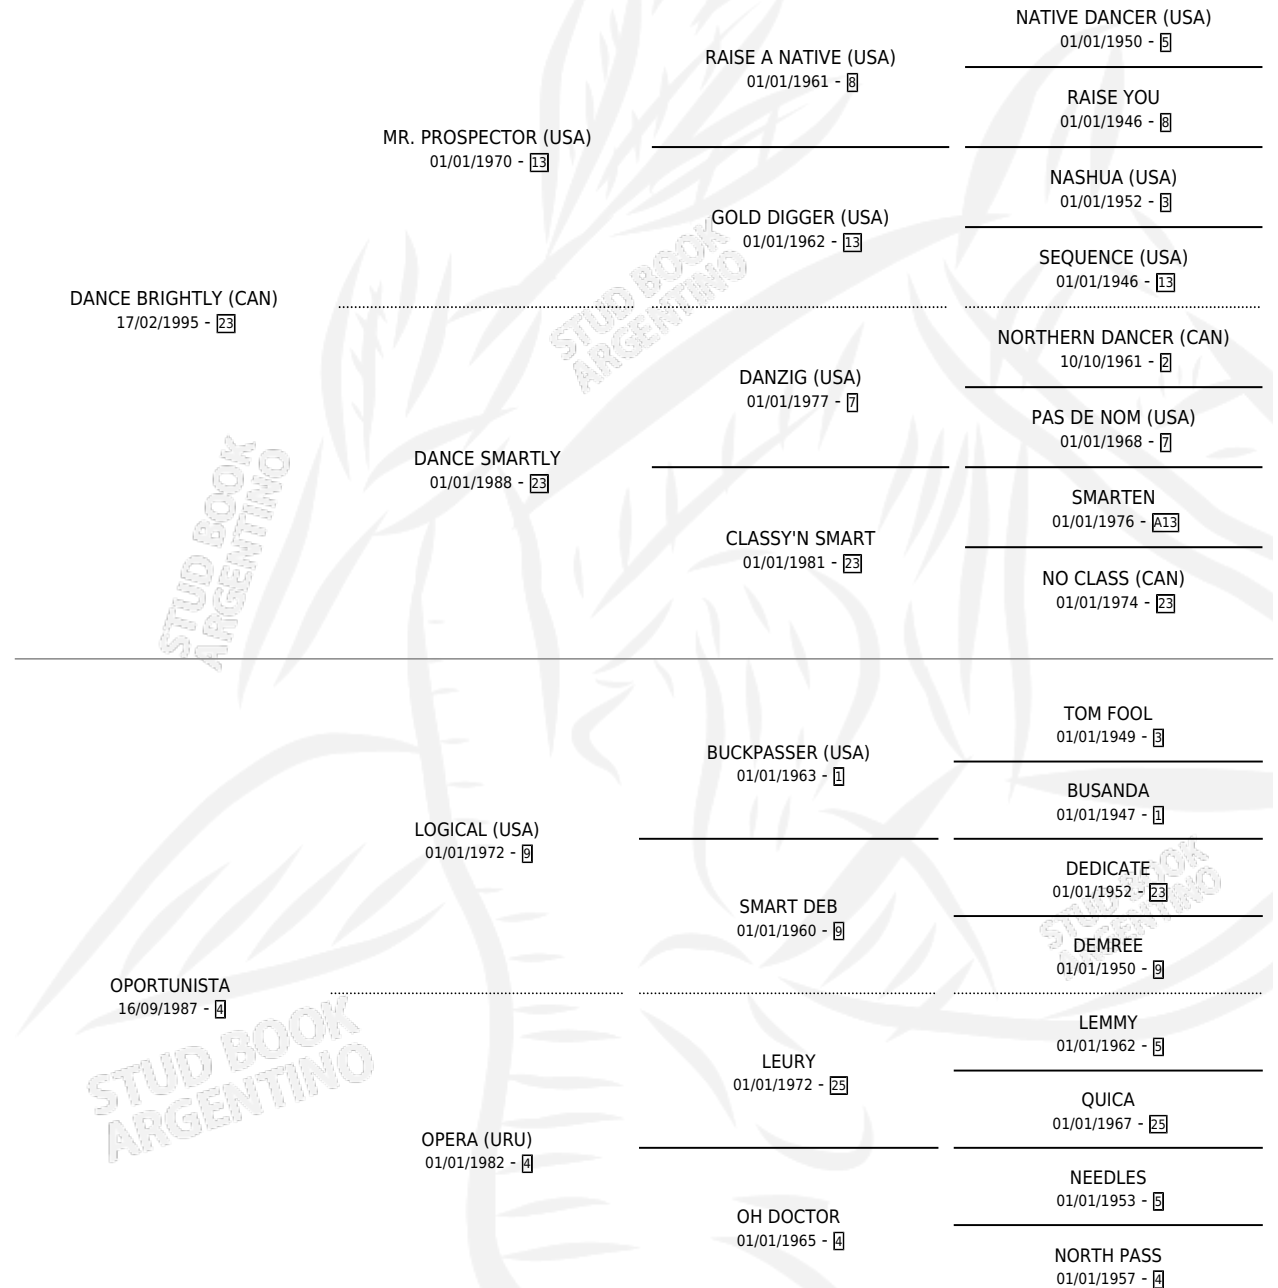 NATIVE DANCER (USA)
01/01/1950 - 5
RAISE A NATIVE (USA)
01/01/1961 - 8
RAISE YOU
01/01/1946 - 8
MR. PROSPECTOR (USA)
01/01/1970 - 13
NASHUA (USA)
01/01/1952 - 3
GOLD DIGGER (USA)
01/01/1962 - 13
SEQUENCE (USA)
01/01/1946 - 13
DANCE BRIGHTLY (CAN)
17/02/1995 - 23
NORTHERN DANCER (CAN)
10/10/1961 - 2
DANZIG (USA)
01/01/1977 - 7
PAS DE NOM (USA)
01/01/1968 - 7
DANCE SMARTLY
01/01/1988 - 23
SMARTEN
01/01/1976 - A13
CLASSY'N SMART
01/01/1981 - 23
NO CLASS (CAN)
01/01/1974 - 23
TOM FOOL
01/01/1949 - 3
BUCKPASSER (USA)
01/01/1963 - 1
BUSANDA
01/01/1947 - 1
LOGICAL (USA)
01/01/1972 - 9
DEDICATE
01/01/1952 - 23
SMART DEB
01/01/1960 - 9
DEMREE
01/01/1950 - 9
OPORTUNISTA
16/09/1987 - 4
LEMMY
01/01/1962 - 5
LEURY
01/01/1972 - 25
QUICA
01/01/1967 - 25
OPERA (URU)
01/01/1982 - 4
NEEDLES
01/01/1953 - 5
OH DOCTOR
01/01/1965 - 4
NORTH PASS
01/01/1957 - 4
STUD BOOK
ARGENTINO
STUD BOOK
ARGENTINO
STUD BOOK
ARGENTINO
STUD BOOK
ARGENTINO